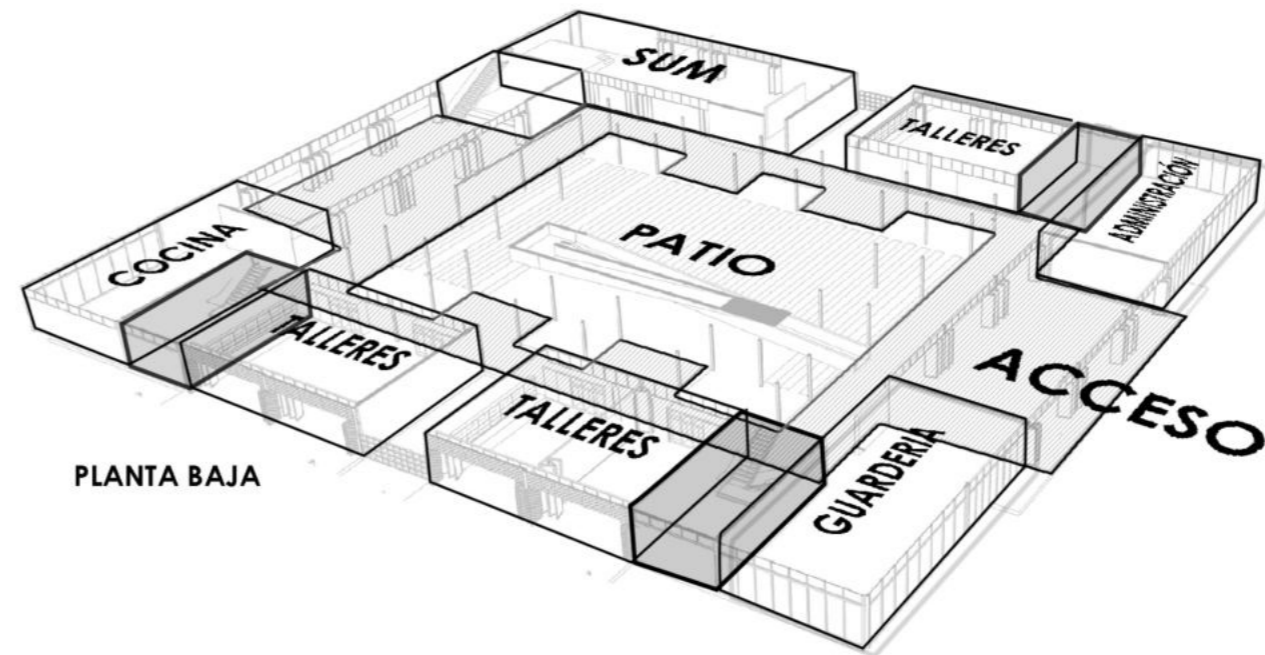 SUM
TALLERES
ADMINISTRACIÓN
COCINA
PATIO
TALLERES
ACCESO
TALLERES
GUARDERIA
PLANTA BAJA